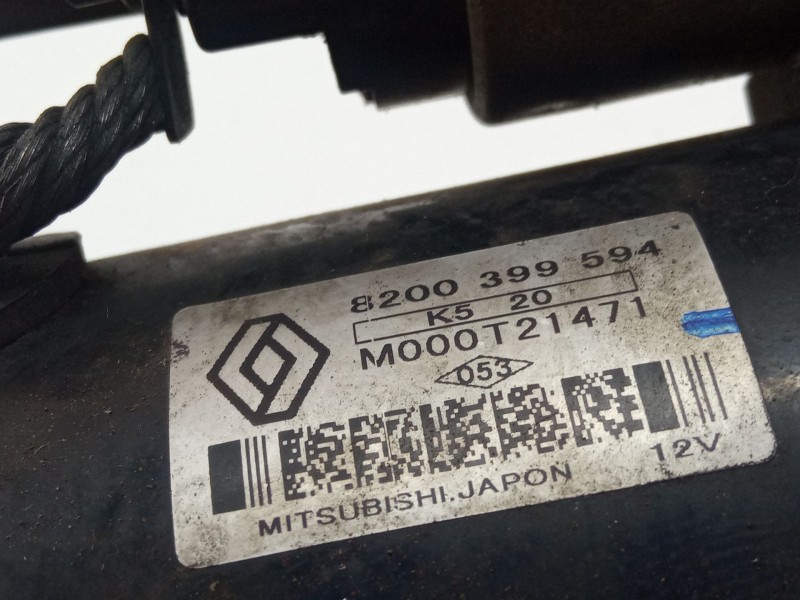 8200 399 594
K5 20
M000T21471
053
12V
MITSUBISHI.JAPON